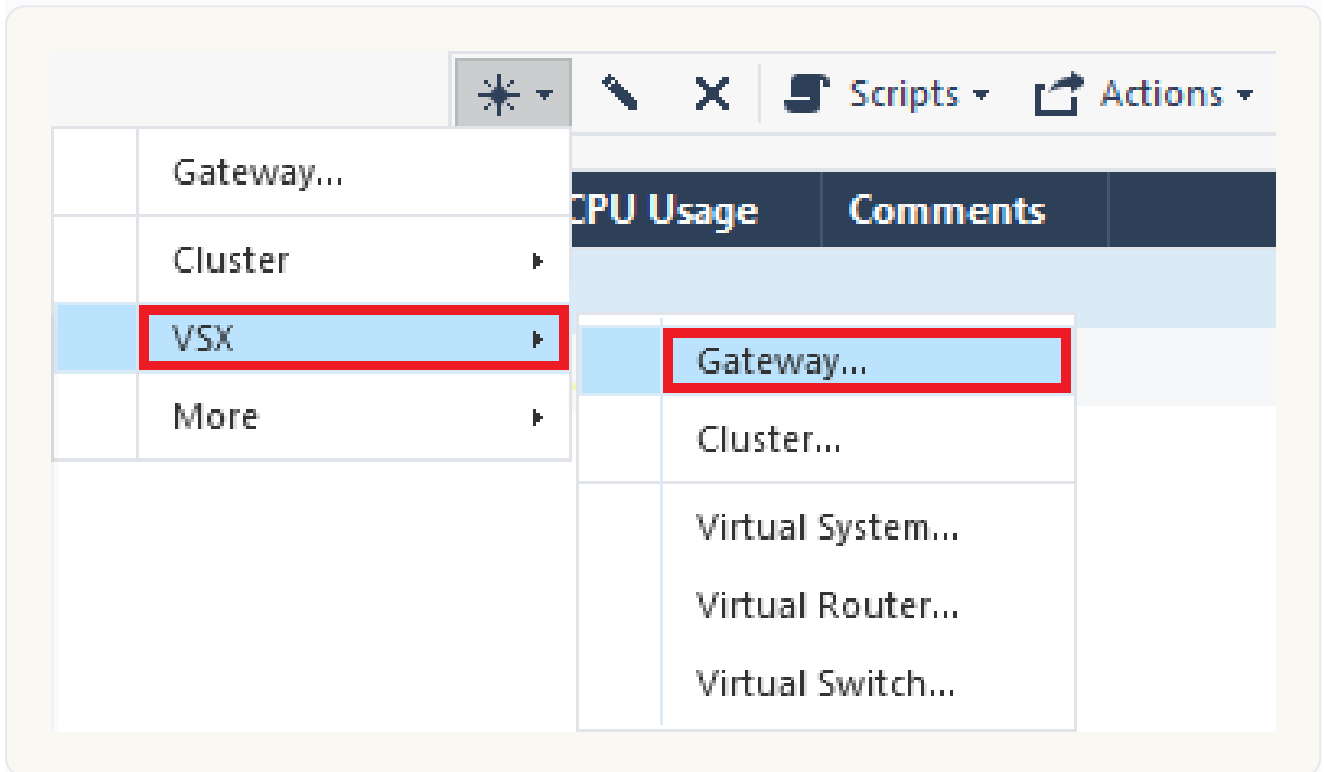 Scripts Actions
Gateway...
CPU Usage Comments
Cluster
VSX
Gateway...
More
Cluster...
Virtual System...
Virtual Router...
Virtual Switch...